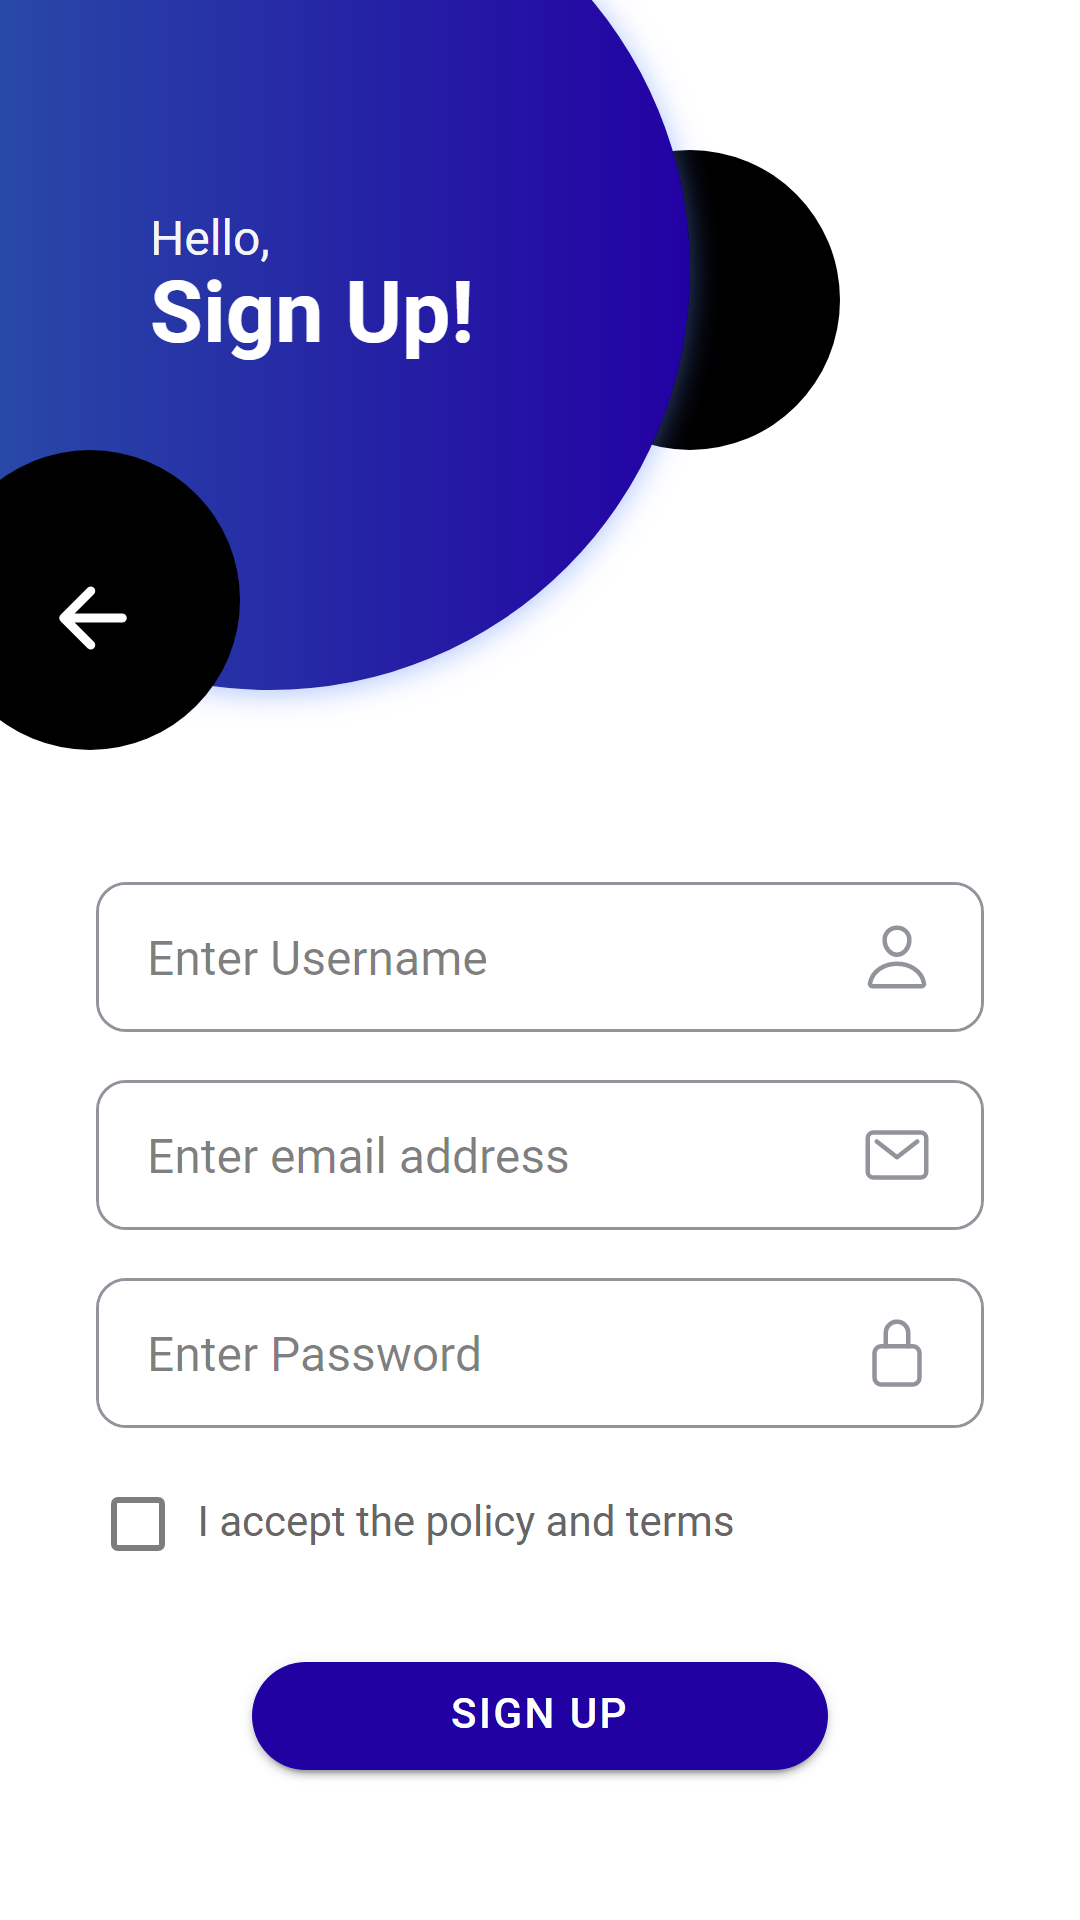 Hello,
Sign Up!
Enter Username
Enter email address
Enter Password
I accept the policy and terms
SIGN UP